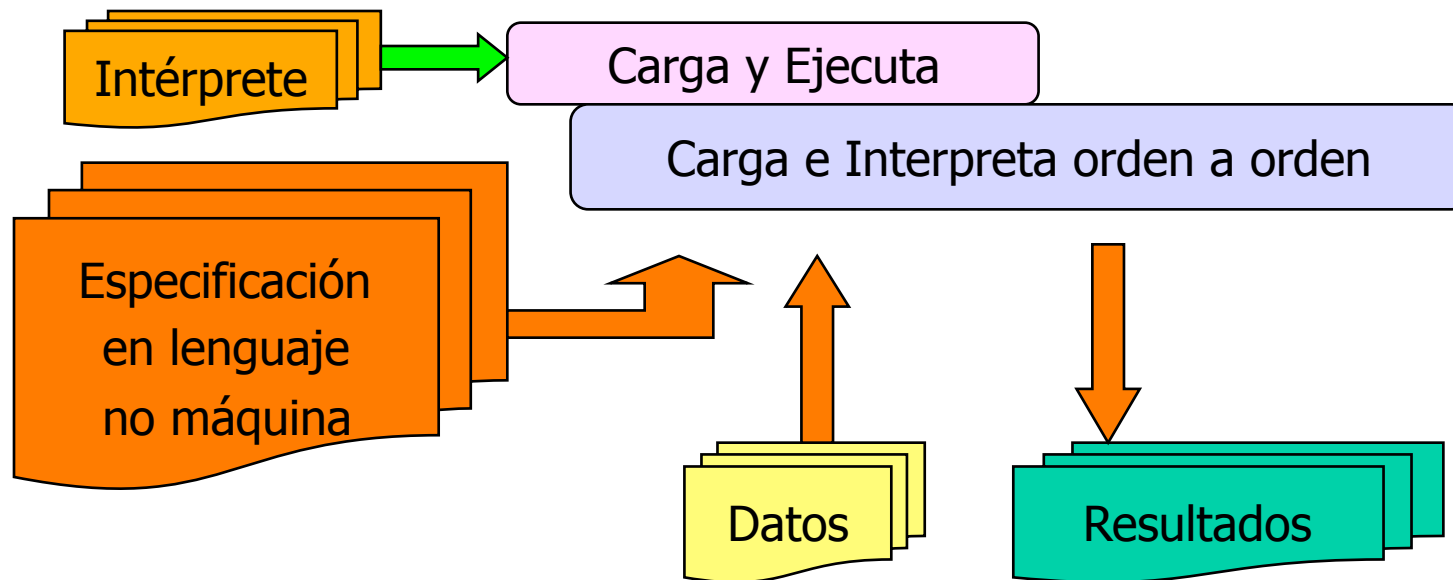 Intérprete
Carga y Ejecuta
Carga e Interpreta orden a orden
Especificación
en lenguaje
no máquina
Datos
Resultados